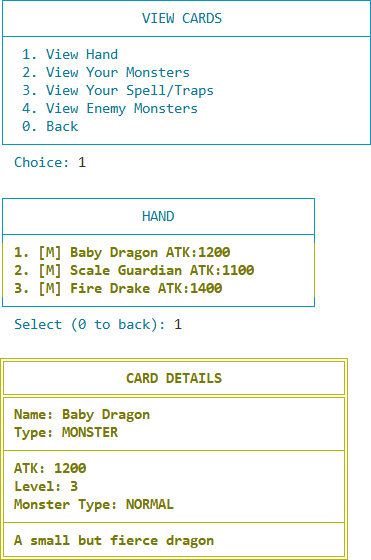 VIEW CARDS
1. View Hand
2. View Your Monsters
3. View Your Spell/Traps
4. View Enemy Monsters
0. Back
Choice: 1
HAND
1. [M] Baby Dragon ATK:1200
2. [M] Scale Guardian ATK:1100
3. [M] Fire Drake ATK:1400
Select (0 to back): 1
CARD DETAILS
Name: Baby Dragon
Type: MONSTER
ATK: 1200
Level: 3
Monster Type: NORMAL
A small but fierce dragon